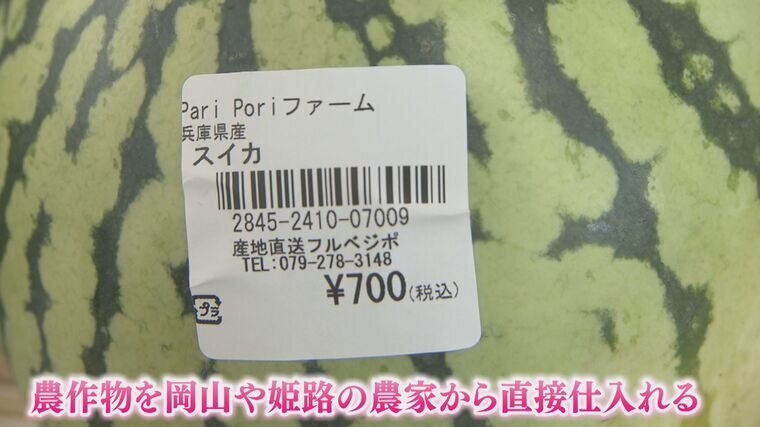 Pari Poriファーム
兵庫県産
スイカ
2845-2410-07009
産地直送フルベジポ
TEL:079-278-3148
¥700(税込)
プラ
農作物を岡山や姫路の農家から直接仕入れる